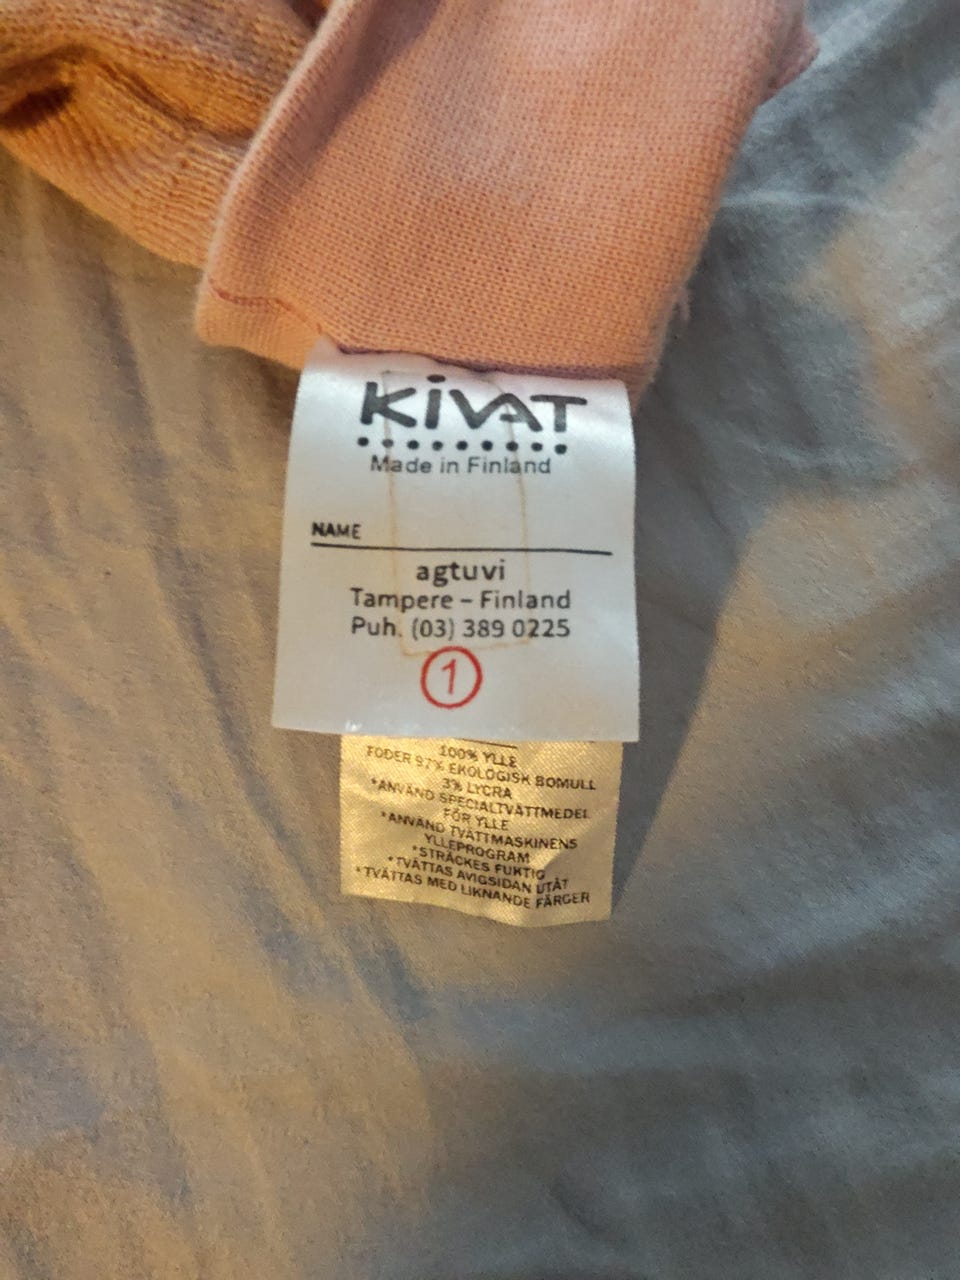 KiVAT
Made in Finland
NAME
agtuvi
Tampere – Finland
Puh. (03) 389 0225
1
100% YLLE
FODER 97% EKOLOGISK BOMULL
3% LYCRA
*ANVÄND SPECIALTVÄTTMEDEL
FÖR YLLE
*ANVÄND TVÄTTMASKINENS
YLLEPROGRAM
*STRÄCKES FUKTIG
*TVÄTTAS AVIGSIDAN UTÅT
*TVÄTTAS MED LIKNANDE FÄRGER